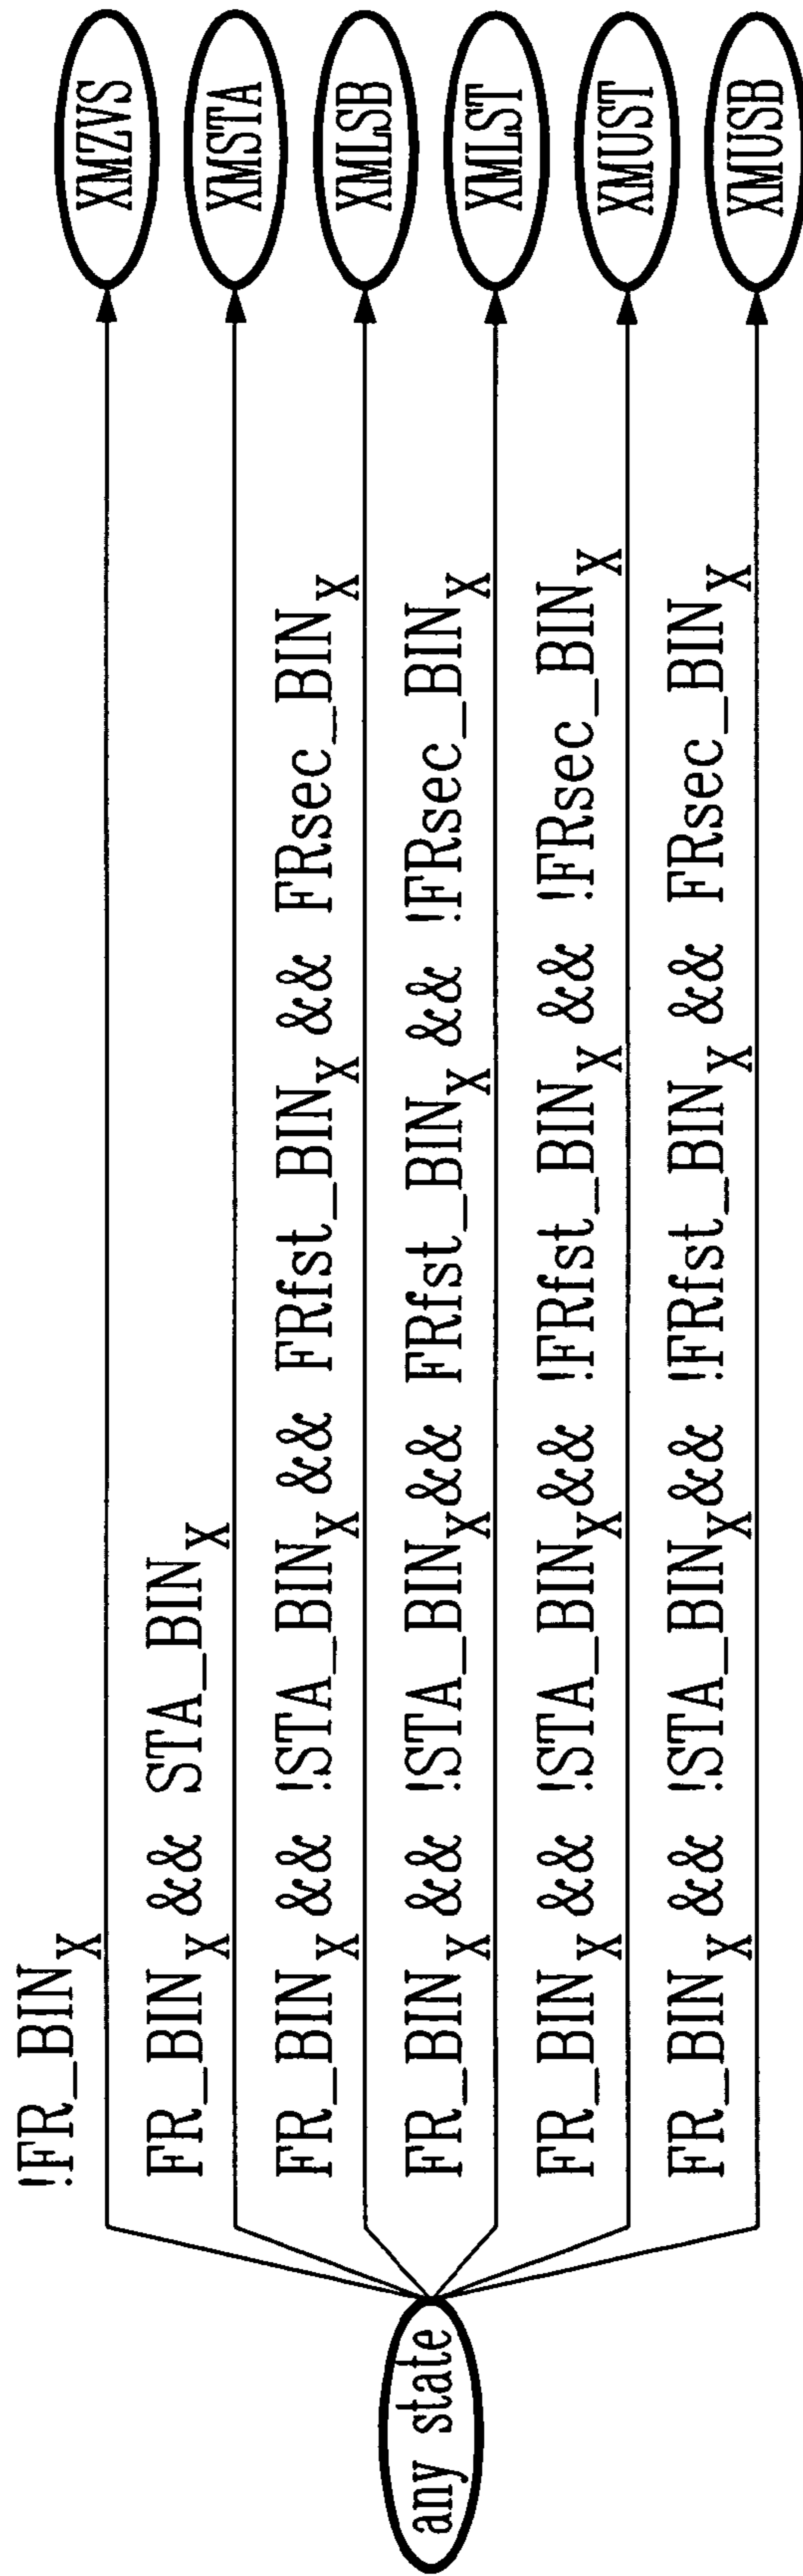 !FR_BINX
XMZVS
FR_BINX && STA_BINX
XMSTA
FR_BINX && !STA_BINX && FRfst_BINX && FRsec_BINX
XMLSB
any state
FR_BINX && !STA_BINX && FRfst_BINX && !FRsec_BINX
XMLST
FR_BINX && !STA_BINX && !FRfst_BINX && !FRsec_BINX
XMUST
FR_BINX && !STA_BINX && !FRfst_BINX && FRsec_BINX
XMUSB